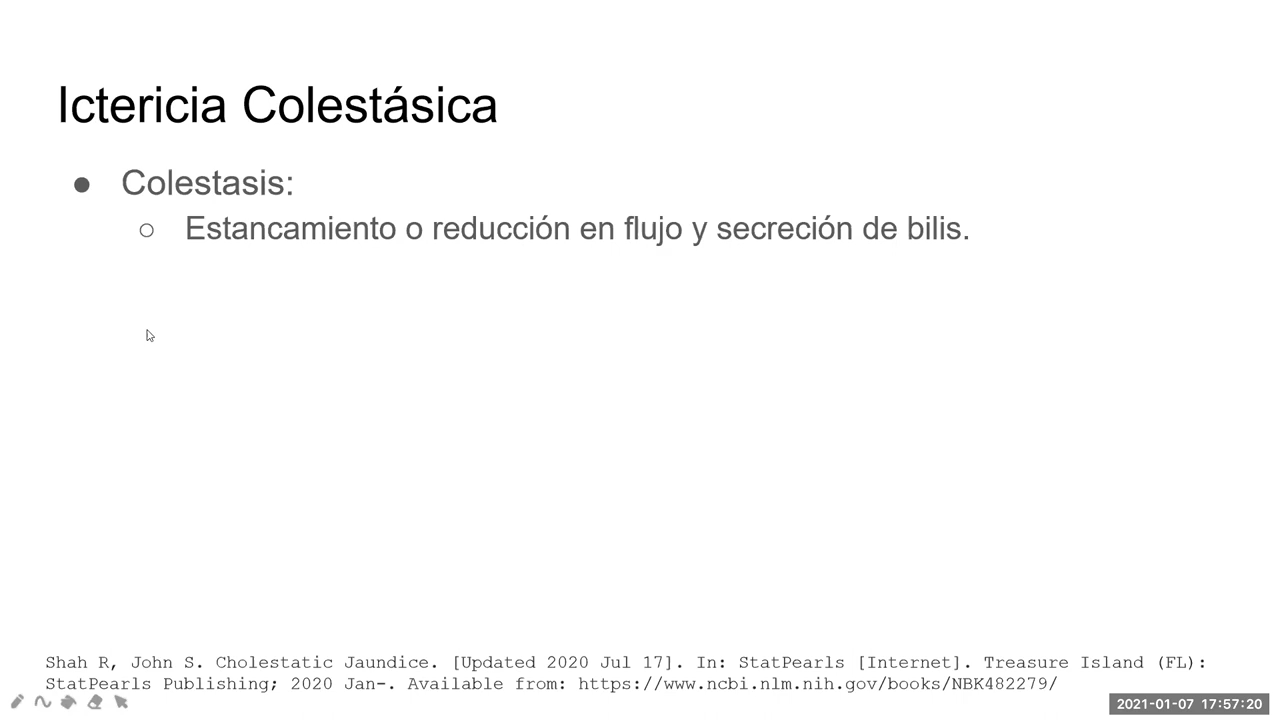 Ictericia Colestásica
● Colestasis:
○ Estancamiento o reducción en flujo y secreción de bilis.
Shah R, John S. Cholestatic Jaundice. [Updated 2020 Jul 17]. In: StatPearls [Internet]. Treasure Island (FL):
StatPearls Publishing; 2020 Jan-. Available from: https://www.ncbi.nlm.nih.gov/books/NBK482279/
2021-01-07 17:57:20